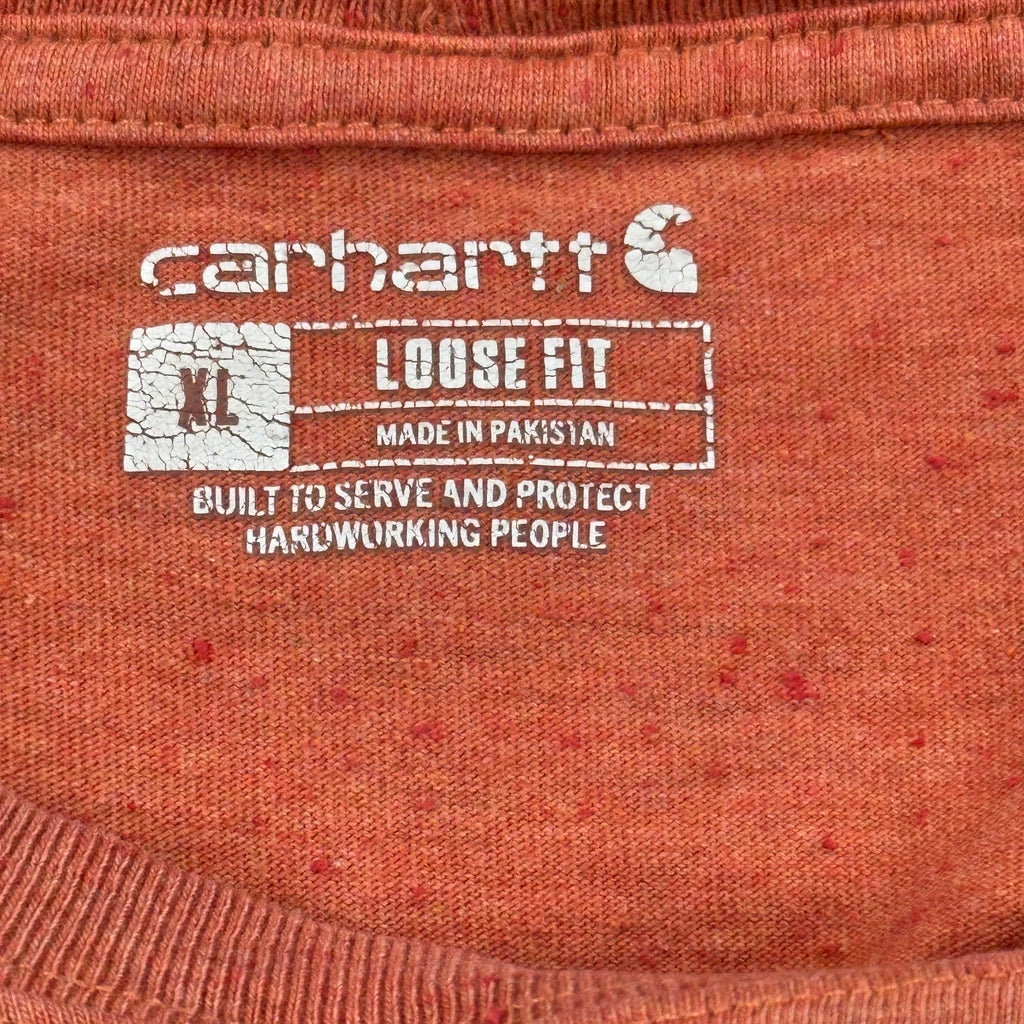 carhartt
XL
LOOSE FIT
MADE IN PAKISTAN
BUILT TO SERVE AND PROTECT
HARDWORKING PEOPLE